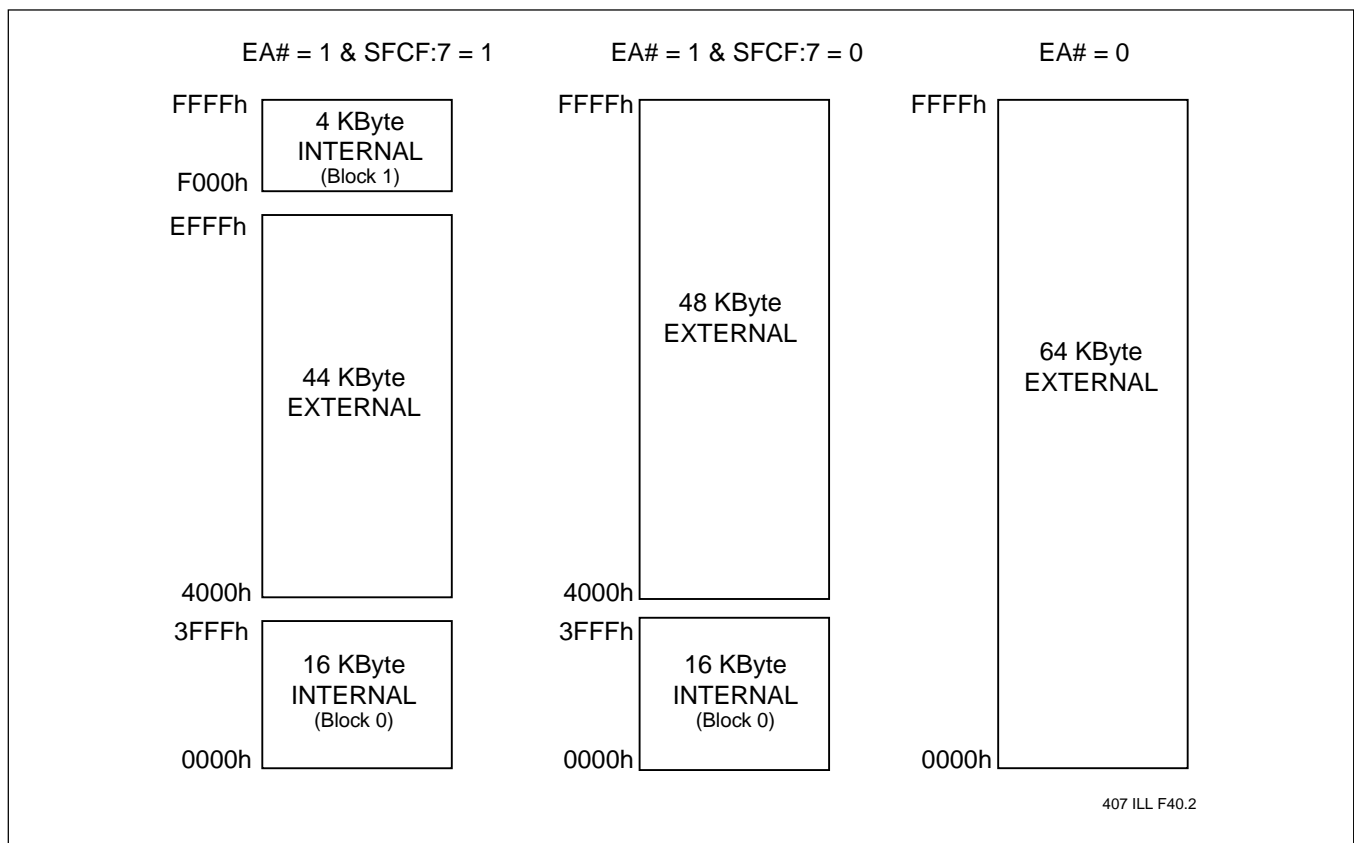 EA# = 1 & SFCF:7 = 1
FFFFh
4 KByte
INTERNAL
(Block 1)
F000h
EFFFh
44 KByte
EXTERNAL
4000h
3FFFh
16 KByte
INTERNAL
(Block 0)
0000h
EA# = 1 & SFCF:7 = 0
FFFFh
48 KByte
EXTERNAL
4000h
3FFFh
16 KByte
INTERNAL
(Block 0)
0000h
EA# = 0
FFFFh
64 KByte
EXTERNAL
0000h
407 ILL F40.2